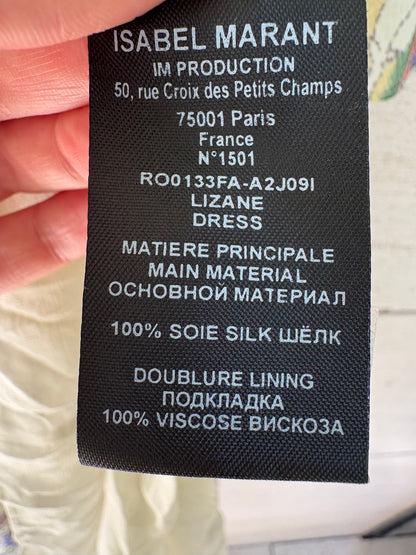 ISABEL MARANT
IM PRODUCTION
50, rue Croix des Petits Champs
75001 Paris
France
N°1501
RO0133FA-A2J09I
LIZANE
DRESS
MATIERE PRINCIPALE
MAIN MATERIAL
ОСНОВНОЙ МАТЕРИАЛ
100% SOIE SILK ШЁЛК
DOUBLURE LINING
ПОДКЛАДКА
100% VISCOSE ВИСКОЗА